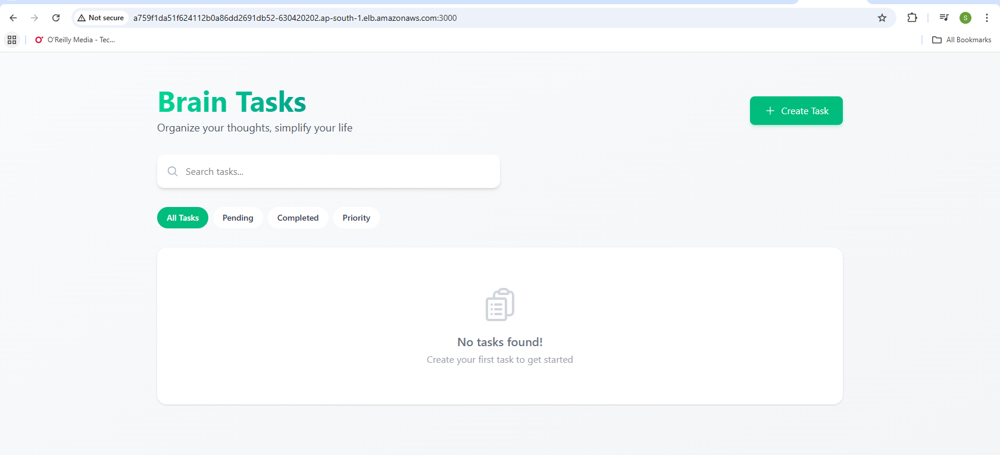 Not secure a759f1da51f624112b0a86dd2691db52-630420202.ap-south-1.elb.amazonaws.com:3000 S
O'Reilly Media - Tec... All Bookmarks
Brain Tasks
Create Task
Organize your thoughts, simplify your life
Search tasks...
All Tasks Pending Completed Priority
No tasks found!
Create your first task to get started